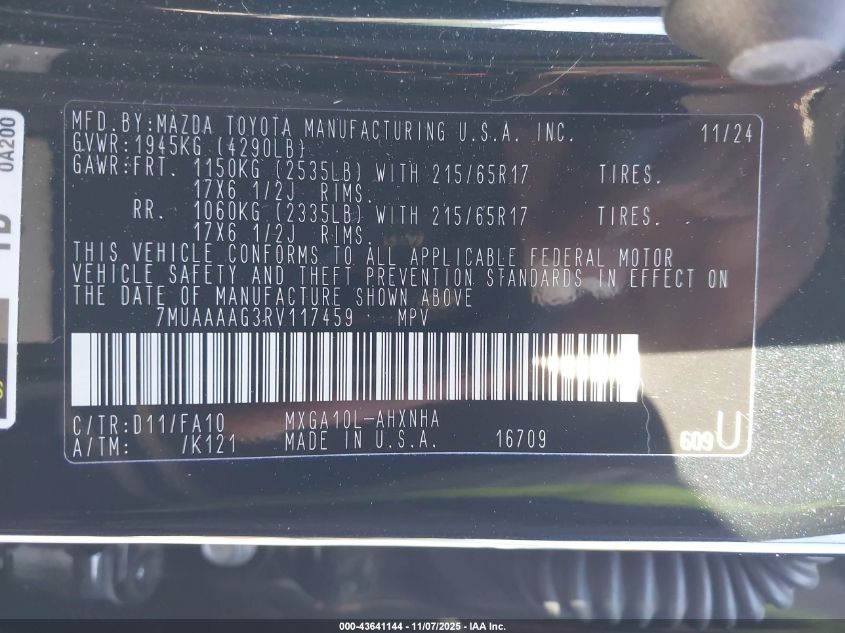 MFD.BY:MAZDA TOYOTA MANUFACTURING U.S.A. INC. 11/24
GVWR:1945KG (4290LB)
GAWR:FRT. 1150KG (2535LB) WITH 215/65R17 TIRES.
17X6 1/2J RIMS.
RR. 1060KG (2335LB) WITH 215/65R17 TIRES.
17X6 1/2J RIMS.
THIS VEHICLE CONFORMS TO ALL APPLICABLE FEDERAL MOTOR
VEHICLE SAFETY AND THEFT PREVENTION STANDARDS IN EFFECT ON
THE DATE OF MANUFACTURE SHOWN ABOVE
7MUAAAAG3RV117459 MPV
C/TR:D11/FA10 MXGA10L-AHXNHA
A/TM: /K121 MADE IN U.S.A. 16709
609 U
0A200
000-43641144 - 11/07/2025 - IAA Inc.